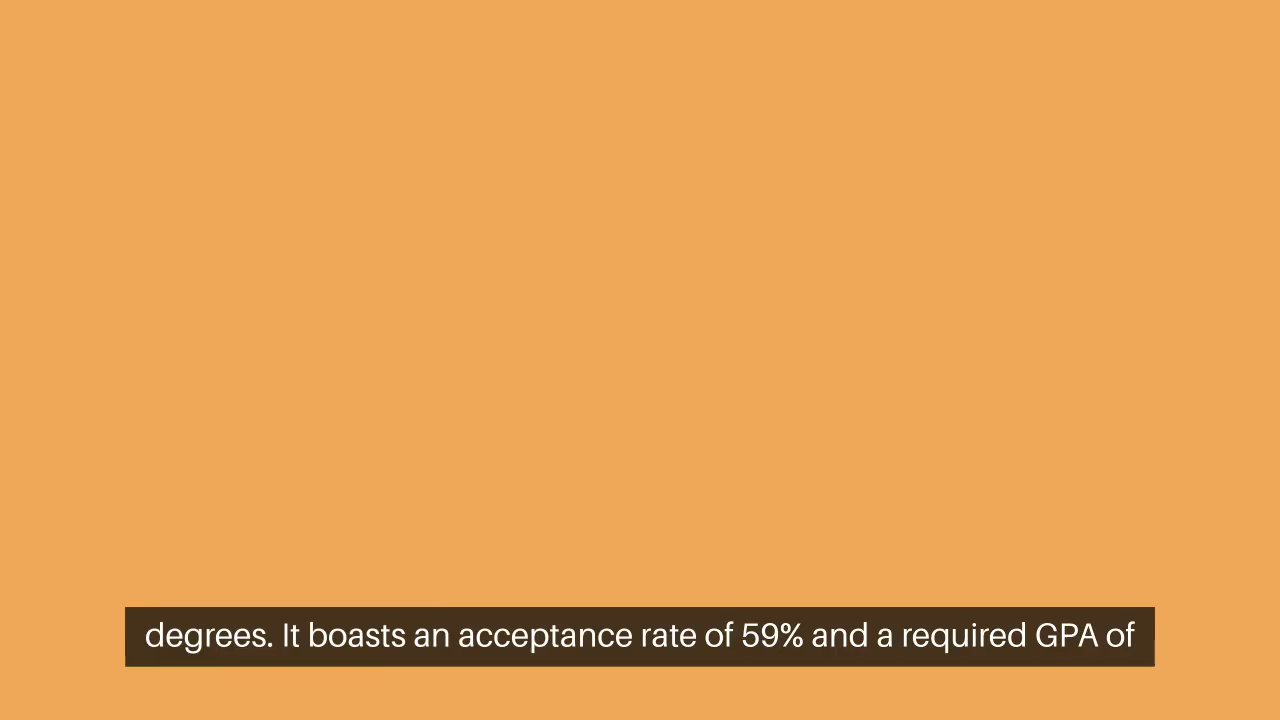 degrees. It boasts an acceptance rate of 59% and a required GPA of